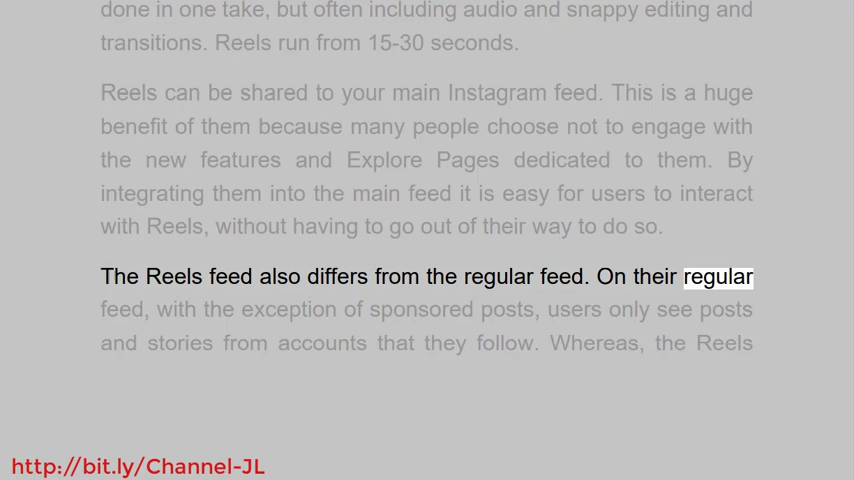 done in one take, but often including audio and snappy editing and
transitions. Reels run from 15-30 seconds.
Reels can be shared to your main Instagram feed. This is a huge
benefit of them because many people choose not to engage with
the new features and Explore Pages dedicated to them. By
integrating them into the main feed it is easy for users to interact
with Reels, without having to go out of their way to do so.
The Reels feed also differs from the regular feed. On their regular
feed, with the exception of sponsored posts, users only see posts
and stories from accounts that they follow. Whereas, the Reels
http://bit.ly/Channel-JL